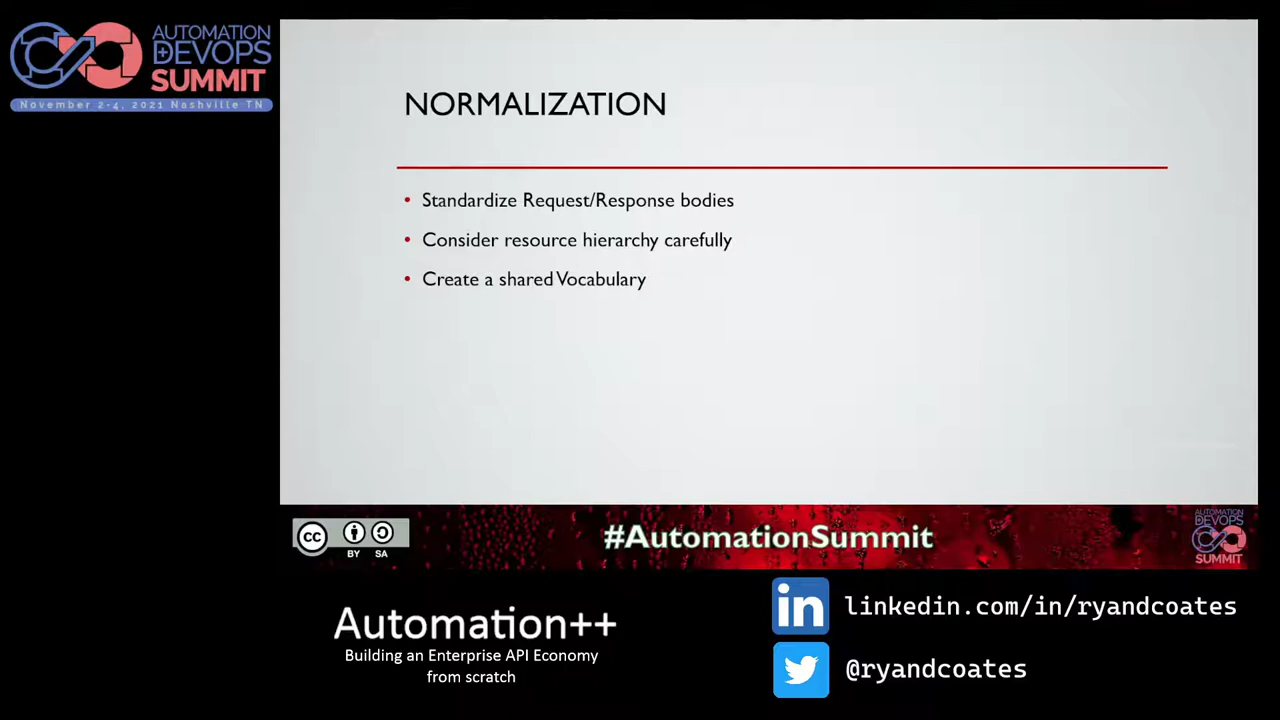 AUTOMATION
DEVOPS
SUMMIT
November 2-4, 2021 Nashville TN
NORMALIZATION
• Standardize Request/Response bodies
• Consider resource hierarchy carefully
• Create a shared Vocabulary
cc
BY SA
#AutomationSummit
AUTOMATION
DEVOPS
SUMMIT
Automation++
Building an Enterprise API Economy
from scratch
in linkedin.com/in/ryandcoates
@ryandcoates